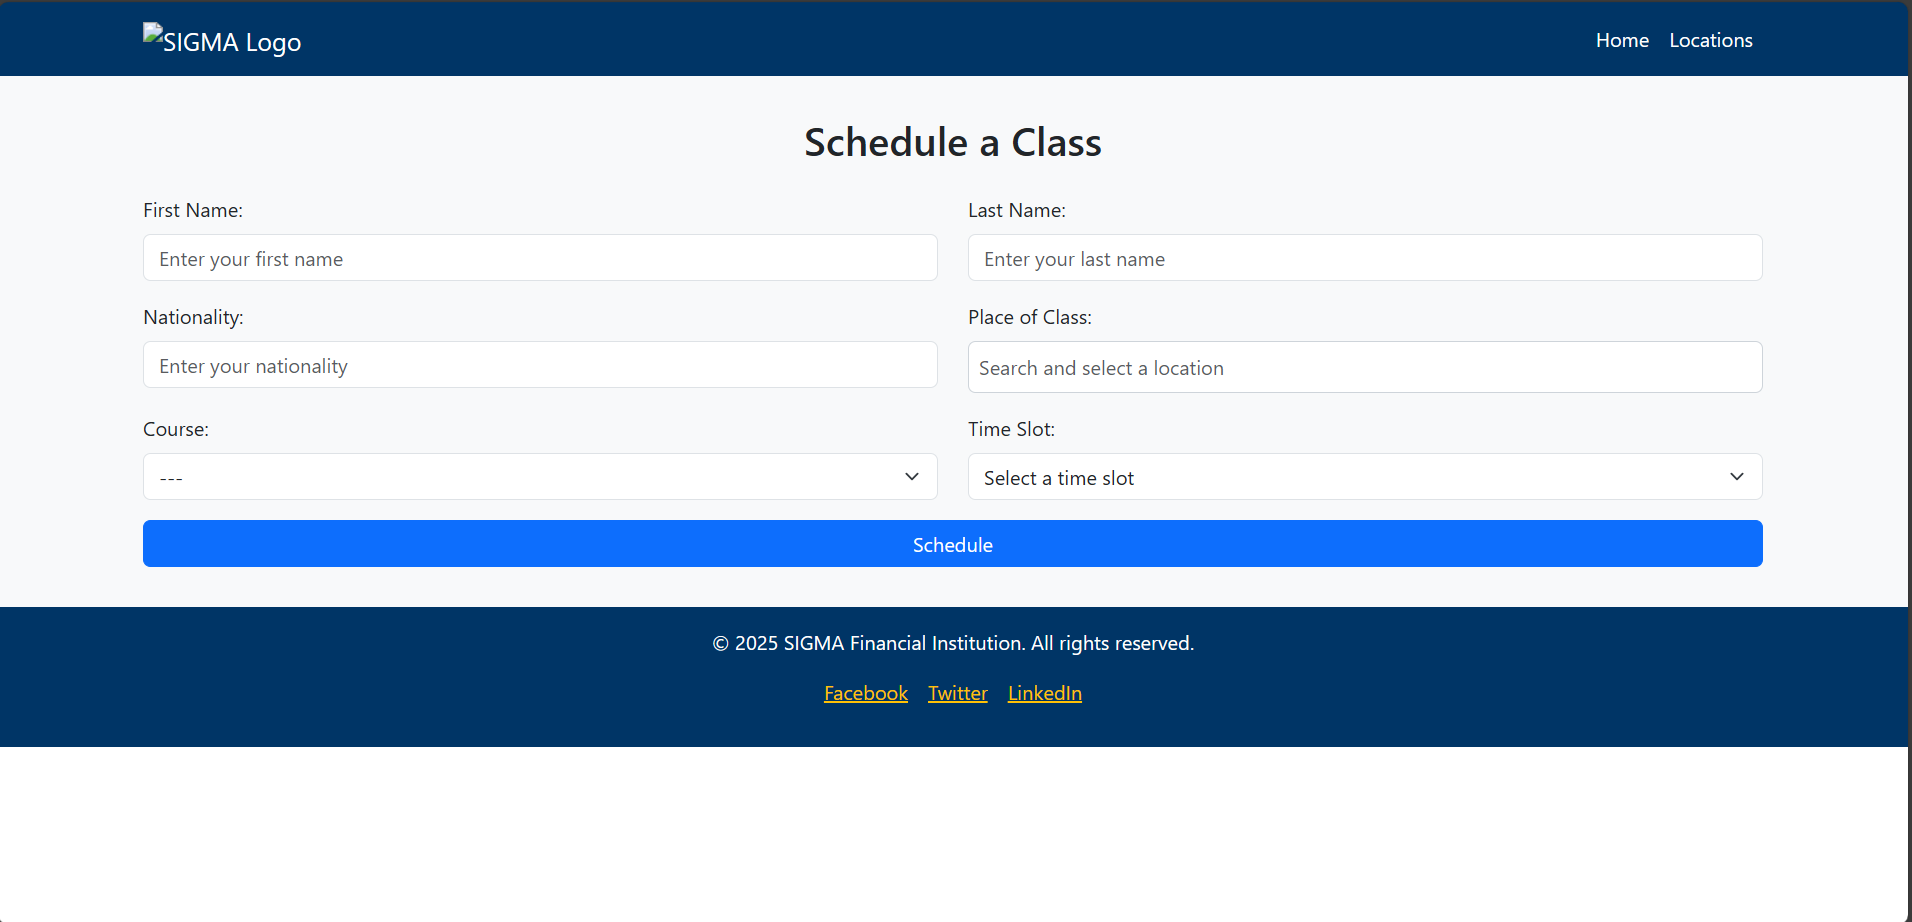 SIGMA Logo
Home Locations
Schedule a Class
First Name: Last Name:
Enter your first name Enter your last name
Nationality: Place of Class:
Enter your nationality Search and select a location
Course: Time Slot:
--- Select a time slot
Schedule
© 2025 SIGMA Financial Institution. All rights reserved.
Facebook Twitter LinkedIn